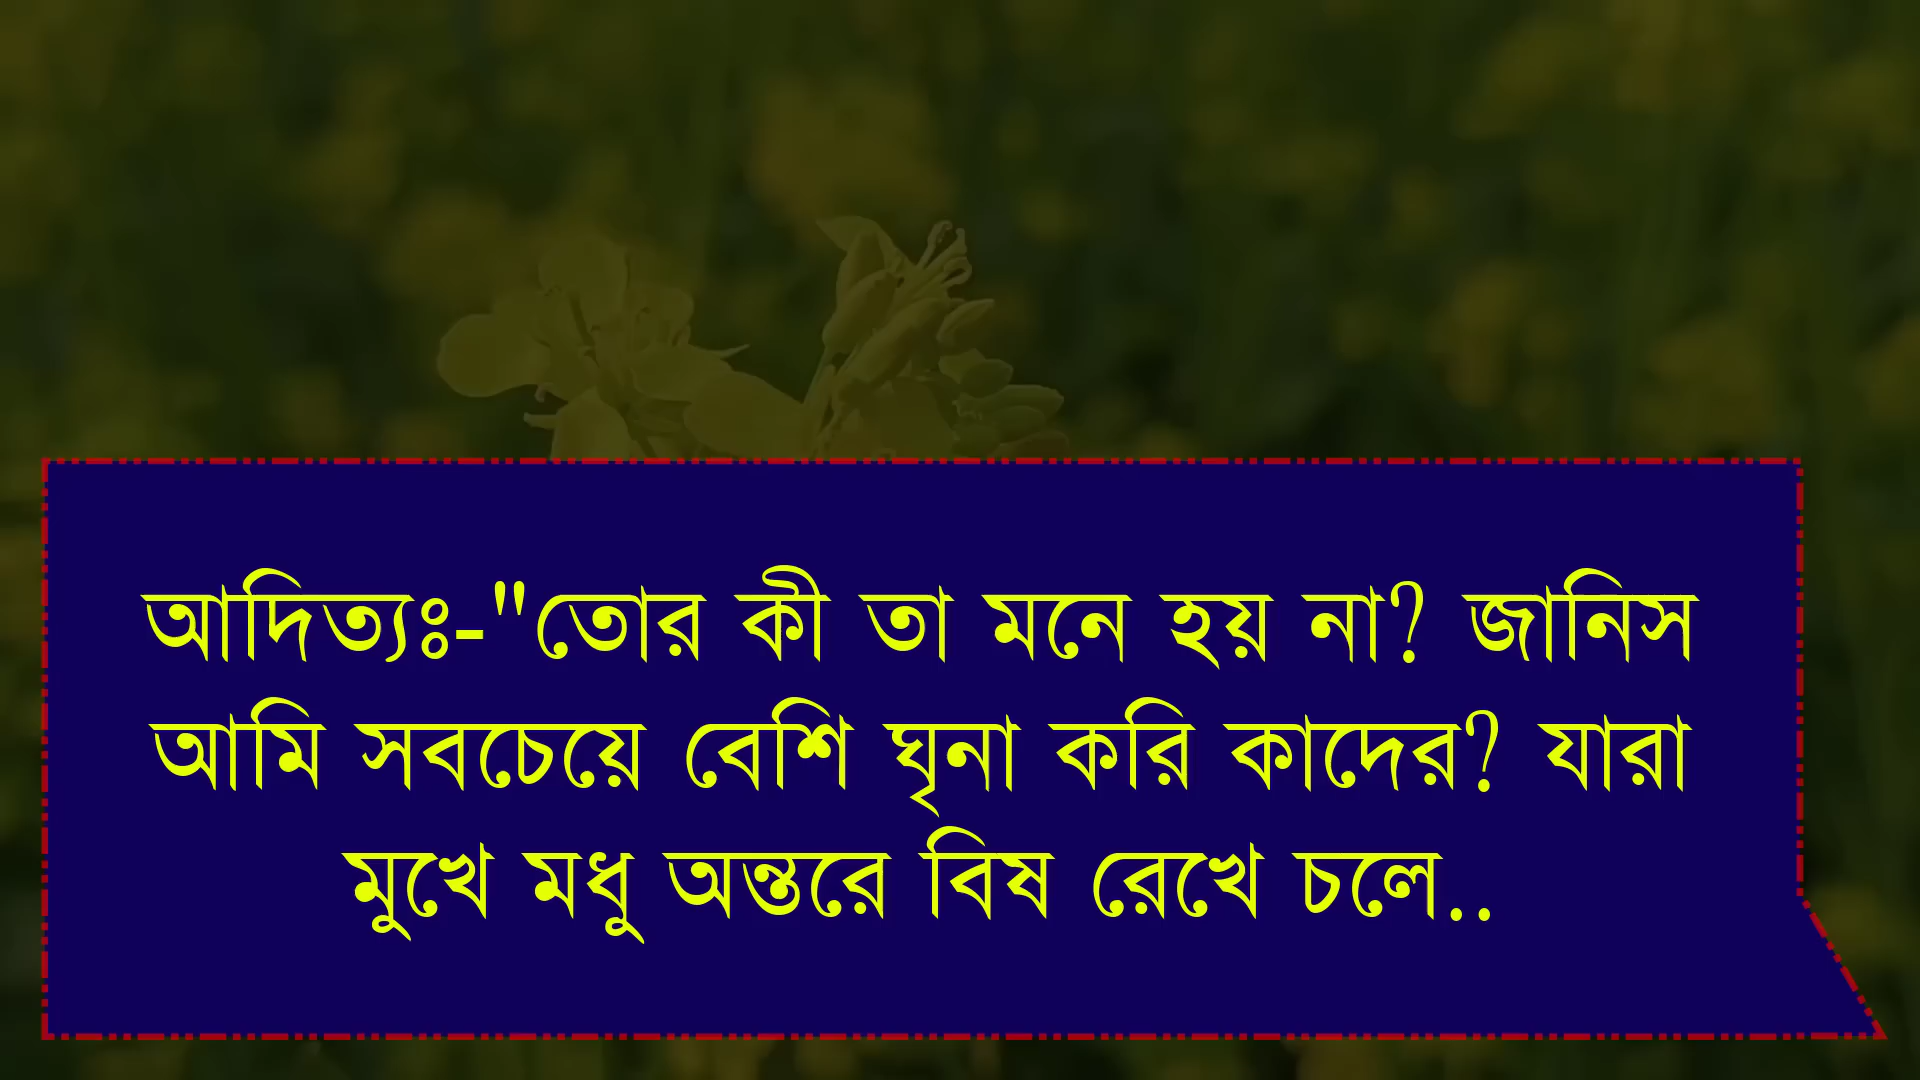 আদিত্যঃ-"তোর কী তা মনে হয় না? জানিস
আমি সবচেয়ে বেশি ঘৃনা করি কাদের? যারা
মুখে মধু অন্তরে বিষ রেখে চলে..